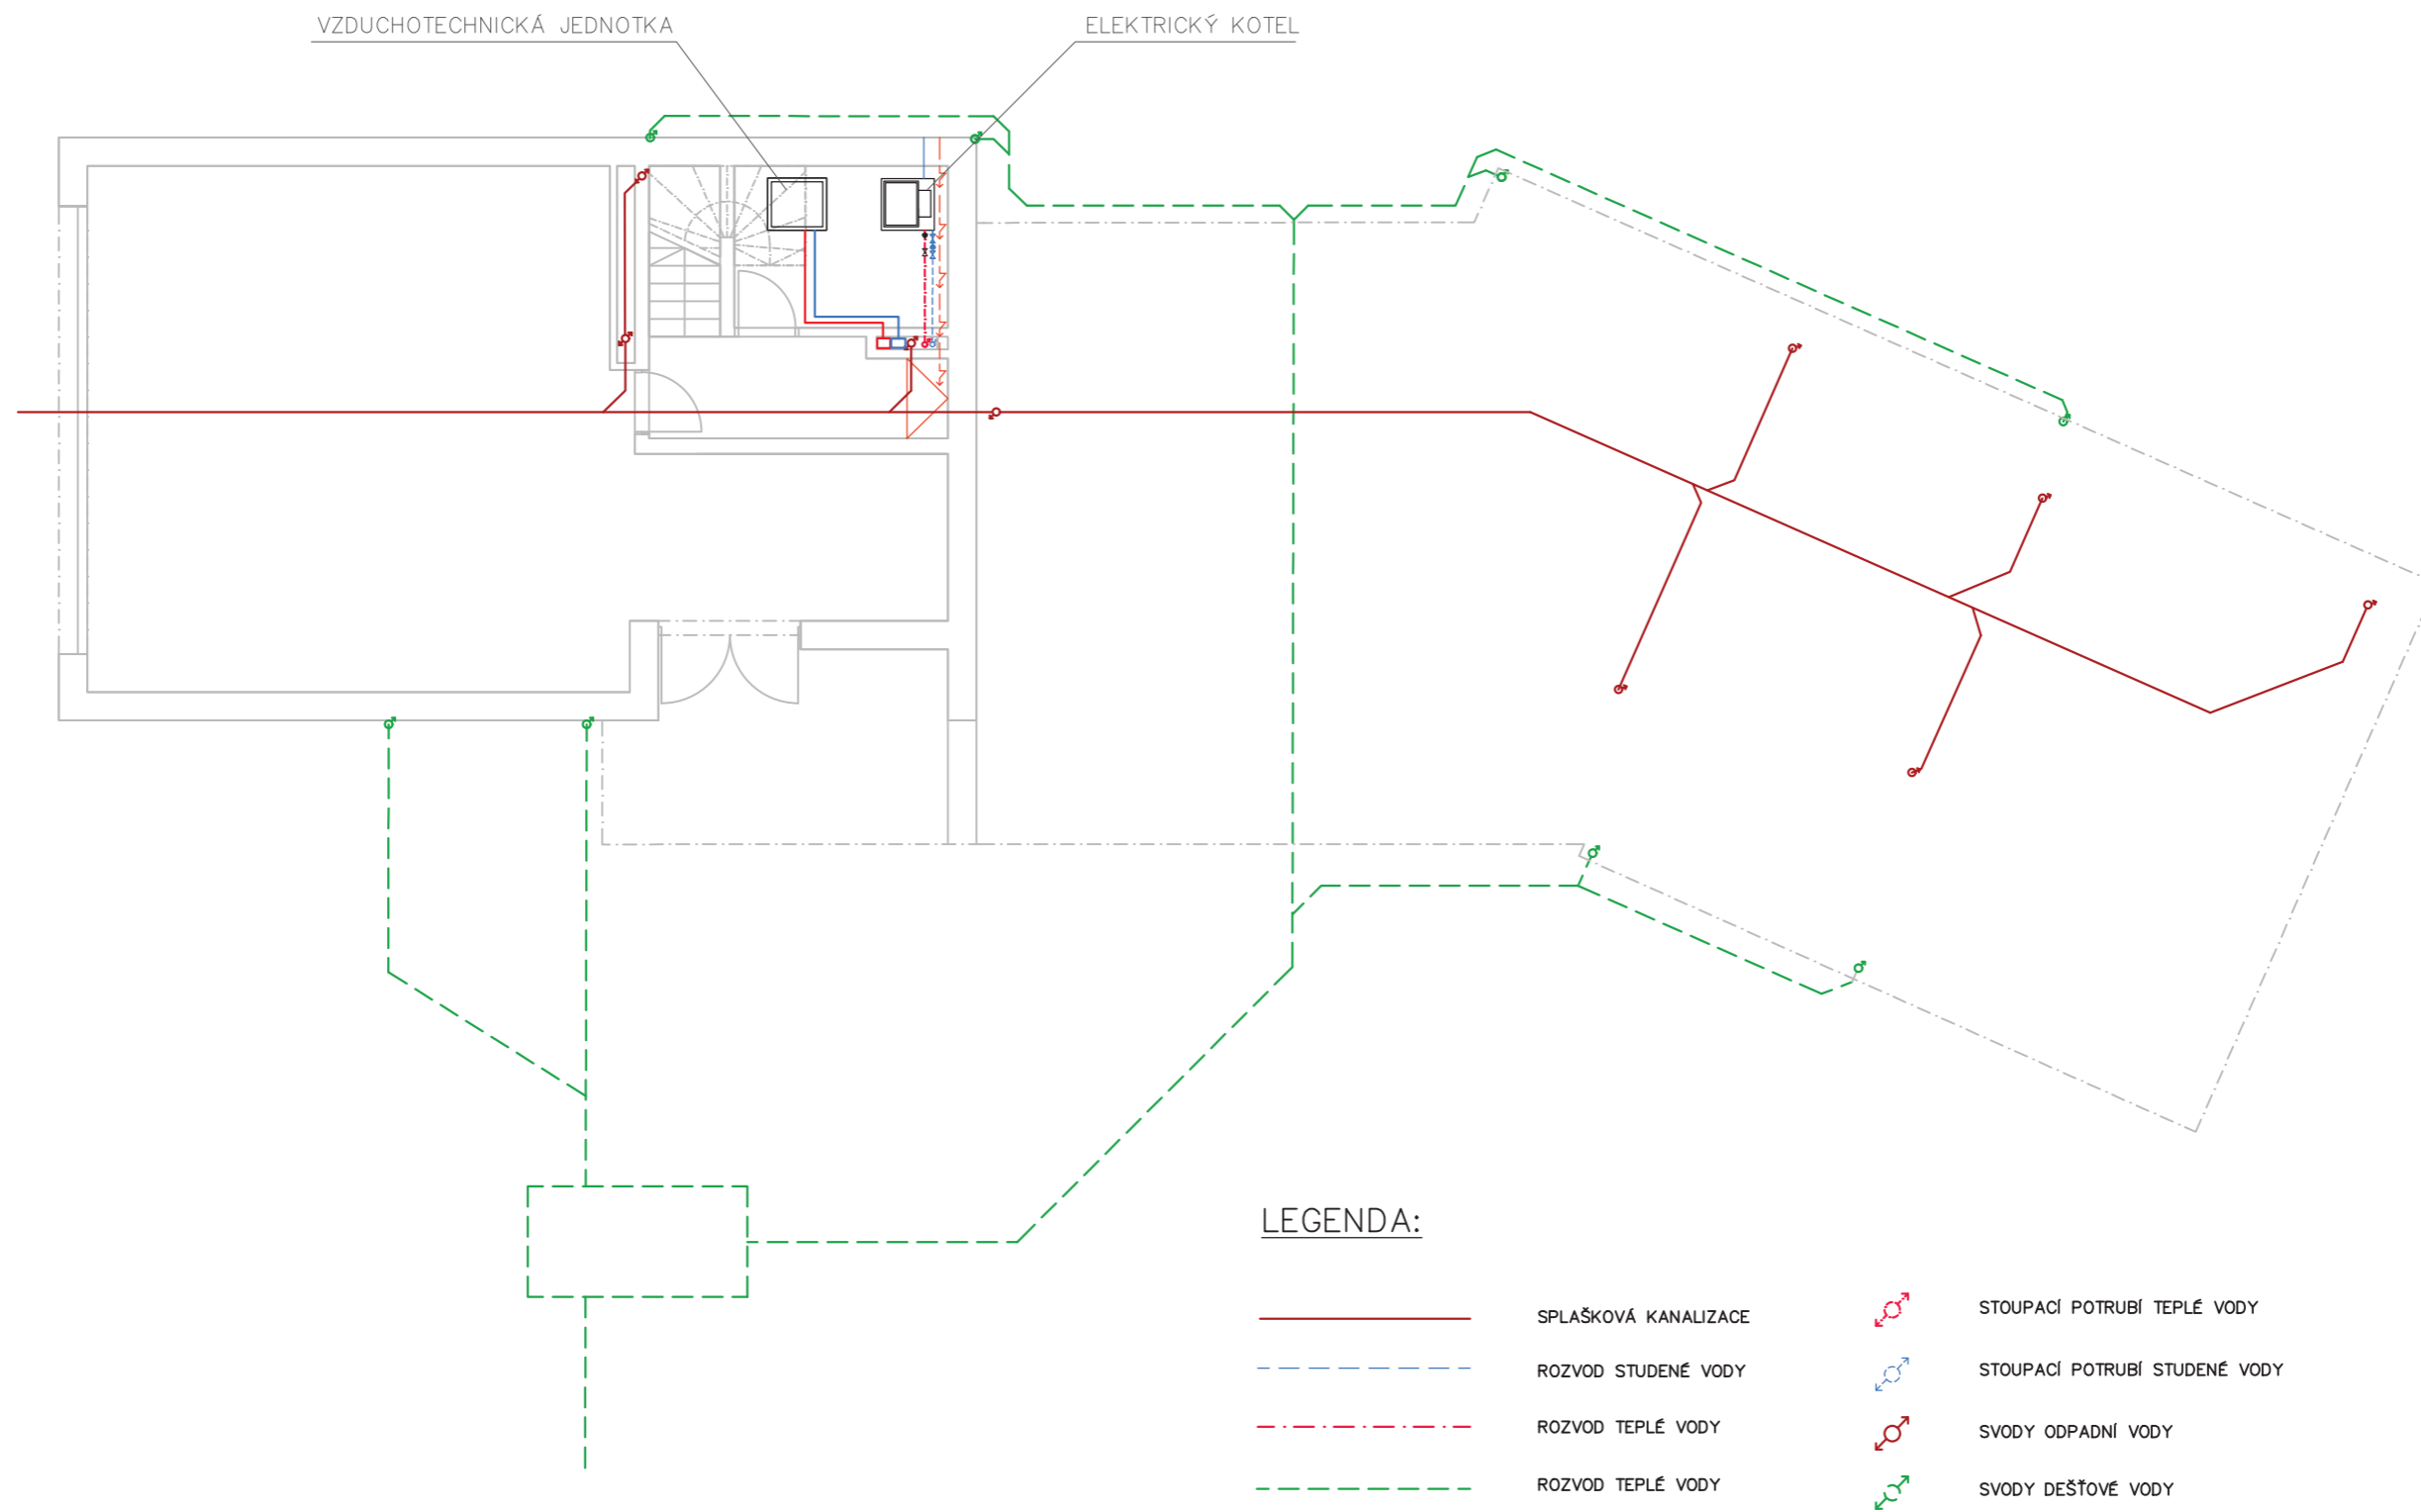 VZDUCHOTECHNICKÁ JEDNOTKA
ELEKTRICKÝ KOTEL
LEGENDA:
SPLAŠKOVÁ KANALIZACE
STOUPACÍ POTRUBÍ TEPLÉ VODY
ROZVOD STUDENÉ VODY
STOUPACÍ POTRUBÍ STUDENÉ VODY
ROZVOD TEPLÉ VODY
SVODY ODPADNÍ VODY
ROZVOD TEPLÉ VODY
SVODY DEŠŤOVÉ VODY